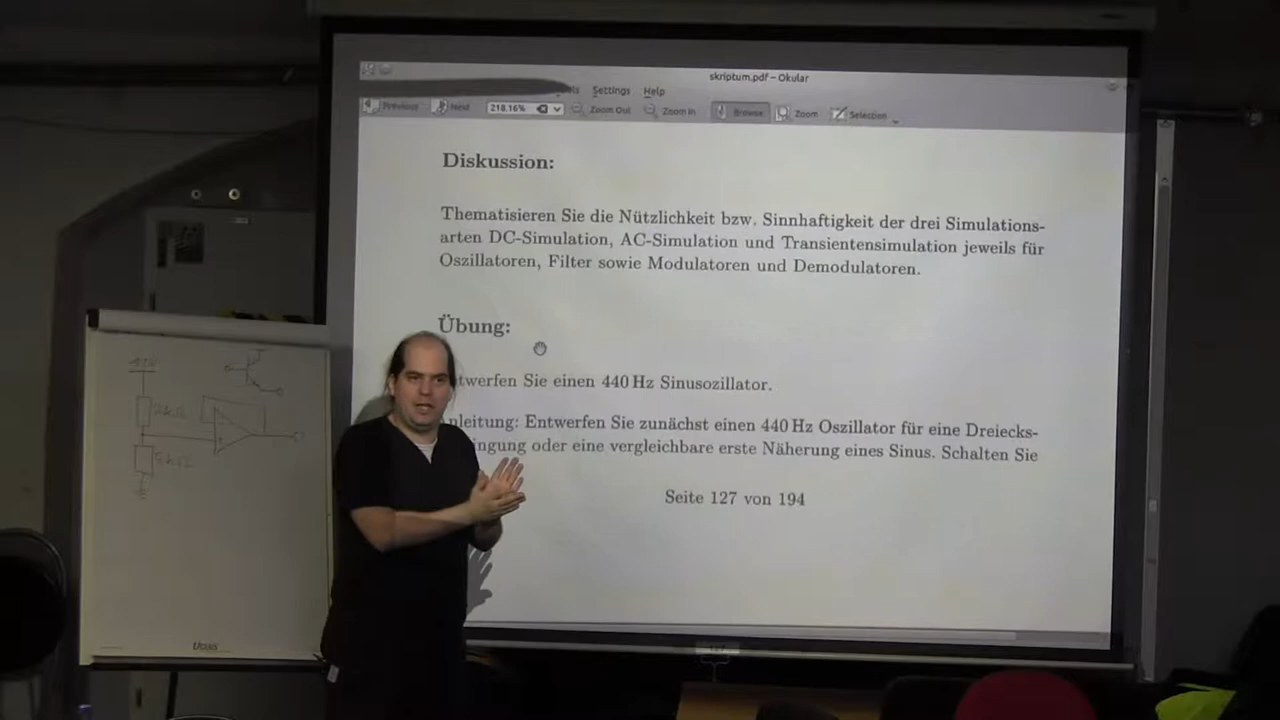 skriptum.pdf – Okular
Settings Help
Previous Next 218.16% Zoom Out Zoom In Browse Zoom Selection
Diskussion:
Thematisieren Sie die Nützlichkeit bzw. Sinnhaftigkeit der drei Simulations-
arten DC-Simulation, AC-Simulation und Transientensimulation jeweils für
Oszillatoren, Filter sowie Modulatoren und Demodulatoren.
Übung:
twerfen Sie einen 440 Hz Sinusozillator.
nleitung: Entwerfen Sie zunächst einen 440 Hz Oszillator für eine Dreiecks-
ingung oder eine vergleichbare erste Näherung eines Sinus. Schalten Sie
Seite 127 von 194